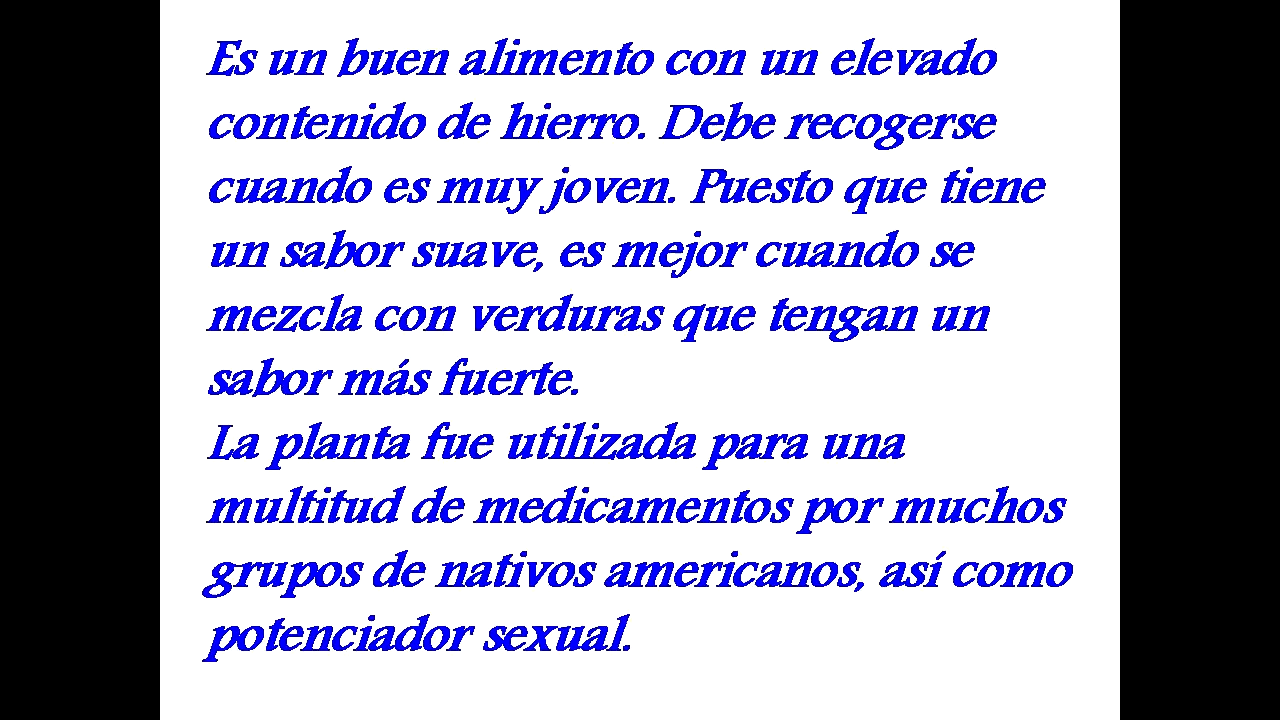 Es un buen alimento con un elevado
contenido de hierro. Debe recogerse
cuando es muy joven. Puesto que tiene
un sabor suave, es mejor cuando se
mezcla con verduras que tengan un
sabor más fuerte.
La planta fue utilizada para una
multitud de medicamentos por muchos
grupos de nativos americanos, así como
potenciador sexual.